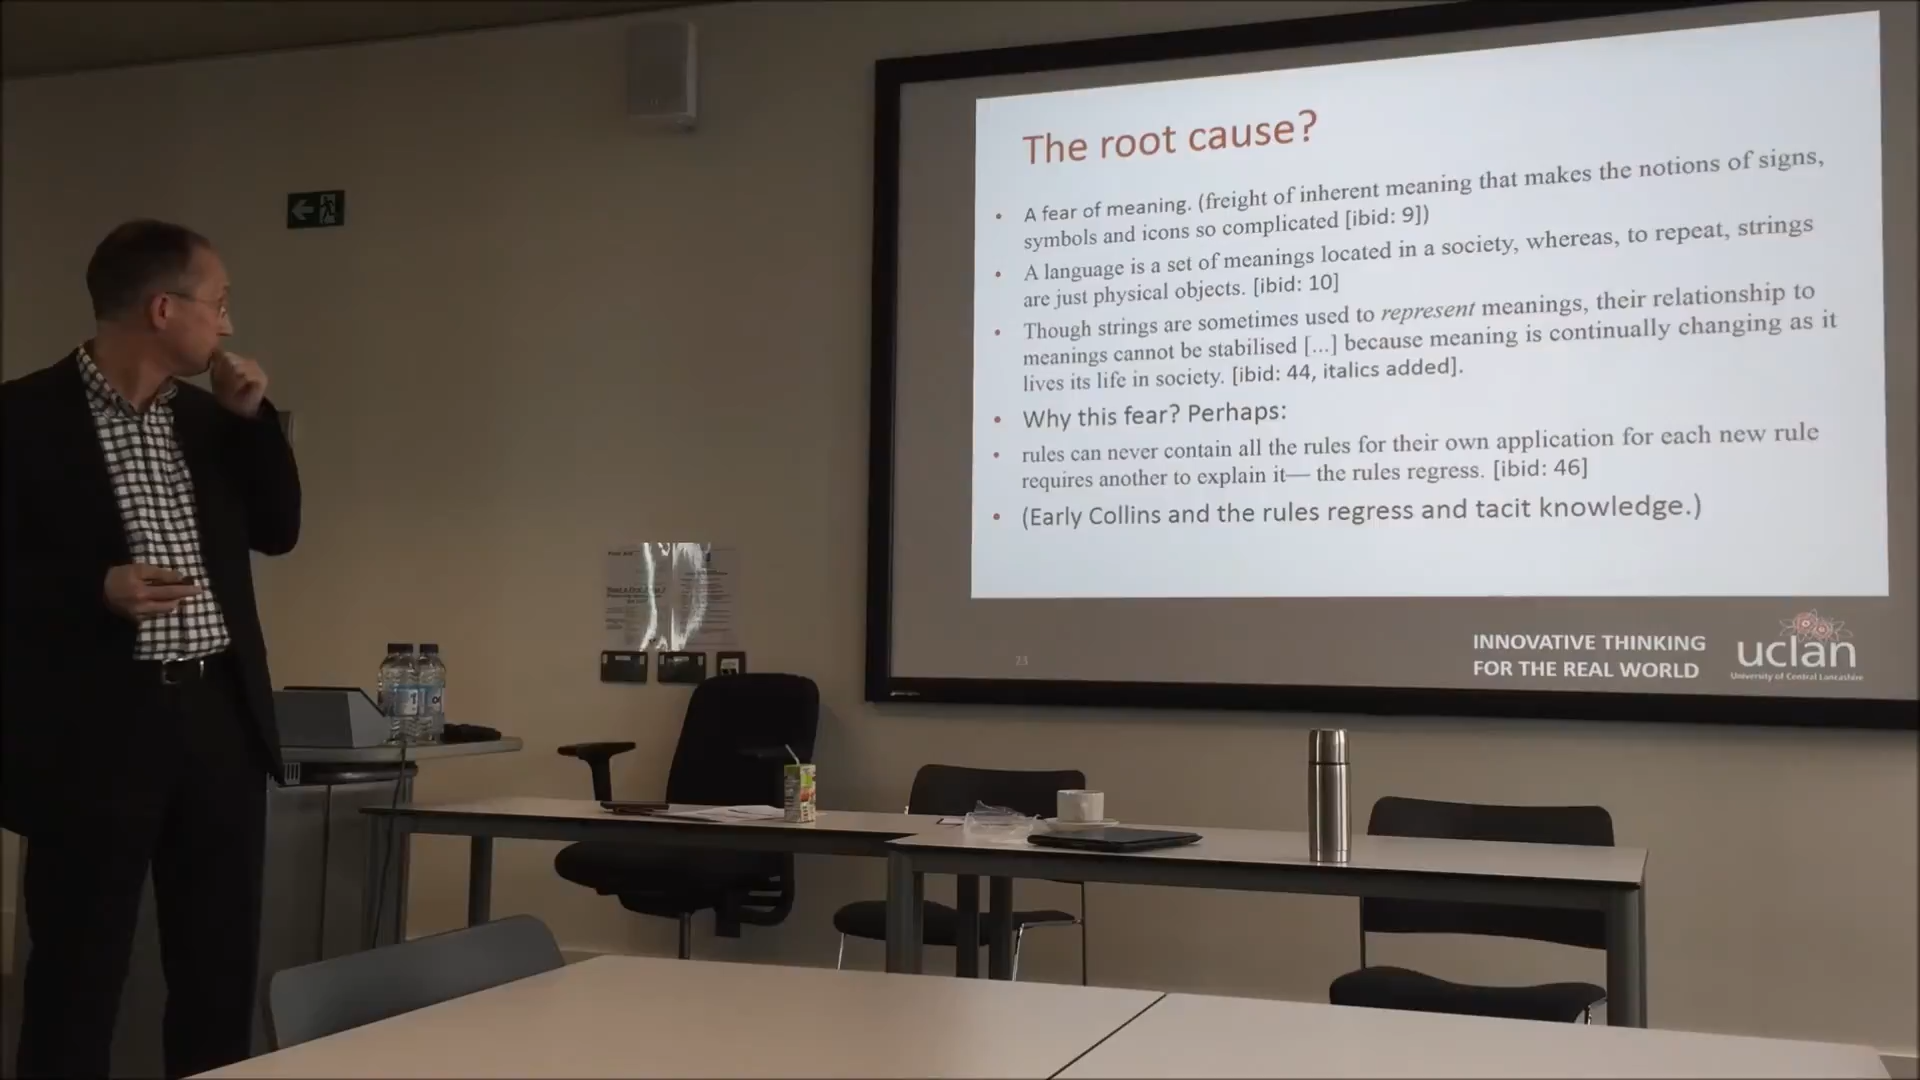 The root cause?
• A fear of meaning. (freight of inherent meaning that makes the notions of signs,
symbols and icons so complicated [ibid: 9])
• A language is a set of meanings located in a society, whereas, to repeat, strings
are just physical objects. [ibid: 10]
• Though strings are sometimes used to represent meanings, their relationship to
meanings cannot be stabilised [...] because meaning is continually changing as it
lives its life in society. [ibid: 44, italics added].
• Why this fear? Perhaps:
• rules can never contain all the rules for their own application for each new rule
requires another to explain it— the rules regress. [ibid: 46]
• (Early Collins and the rules regress and tacit knowledge.)
23
INNOVATIVE THINKING
FOR THE REAL WORLD
uclan
University of Central Lancashire